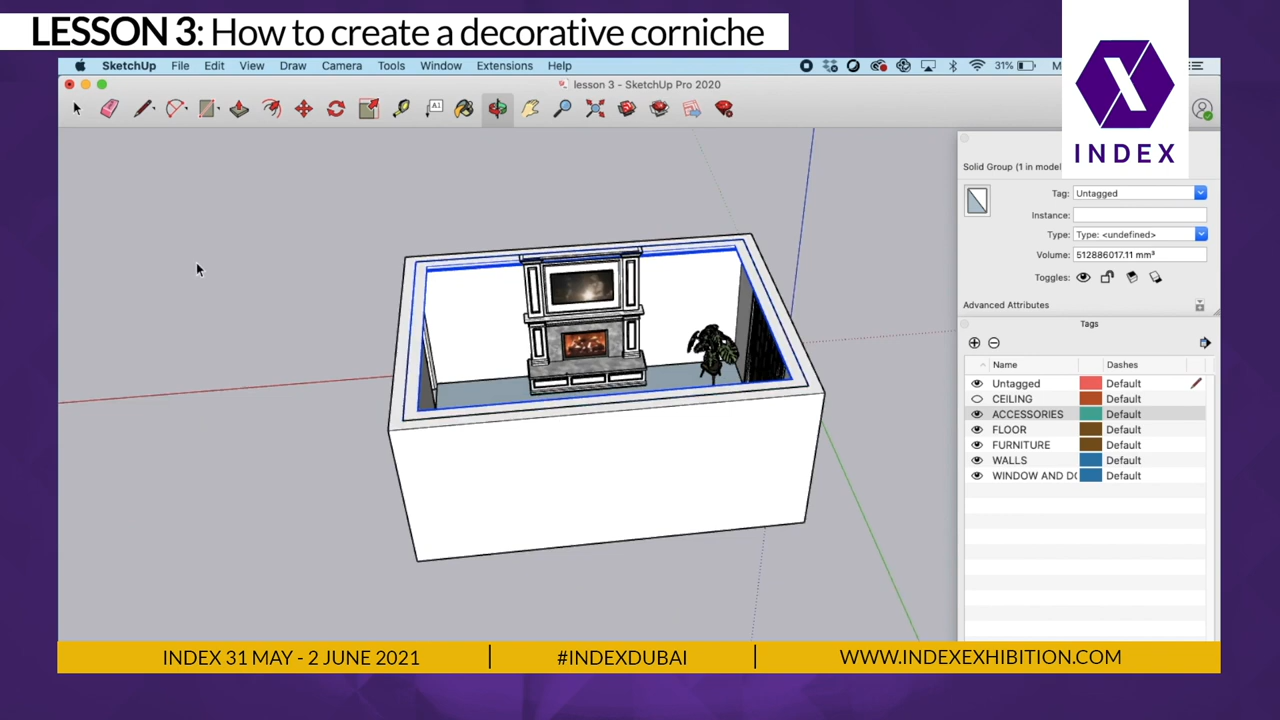 LESSON 3: How to create a decorative corniche
SketchUp File Edit View Draw Camera Tools Window Extensions Help 31% M
lesson 3 - SketchUp Pro 2020
A1
INDEX
Solid Group (1 in model
Tag: Untagged
Instance:
Type: Type: <undefined>
Volume: 512886017.11 mm³
Toggles:
Advanced Attributes
Tags
Name Dashes
Untagged Default
CEILING Default
ACCESSORIES Default
FLOOR Default
FURNITURE Default
WALLS Default
WINDOW AND DO Default
INDEX 31 MAY - 2 JUNE 2021 | #INDEXDUBAI | WWW.INDEXEXHIBITION.COM